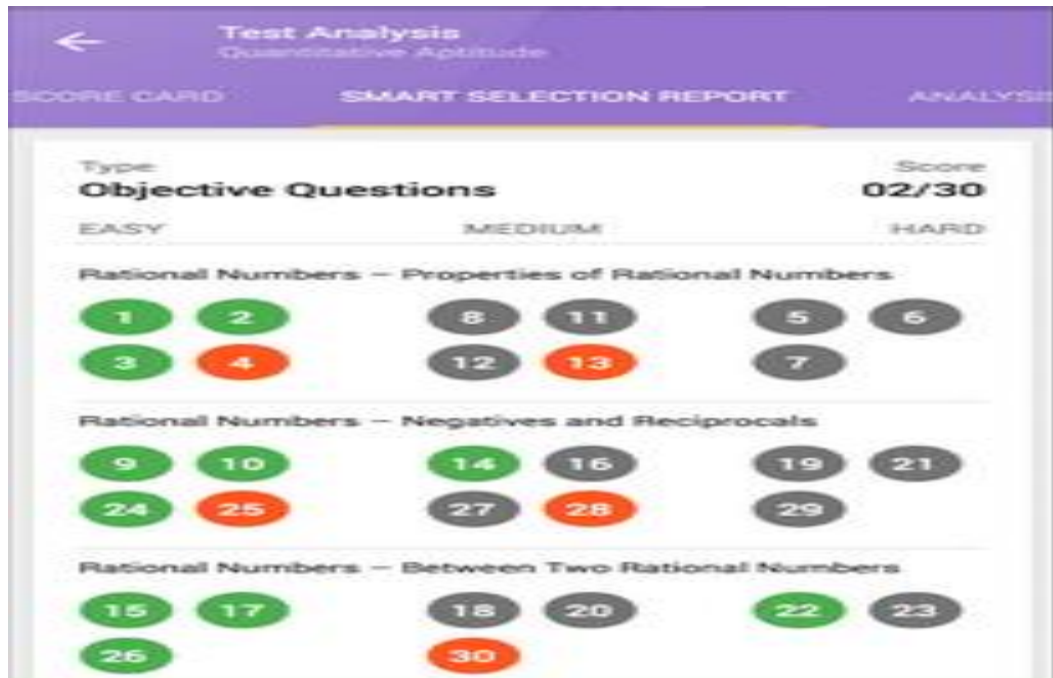 Test Analysis
Quantitative Aptitude
SCORE CARD SMART SELECTION REPORT ANALYSI
Type Score
Objective Questions 02/30
EASY MEDIUM HARD
Rational Numbers – Properties of Rational Numbers
1 2 8 11 5 6
3 4 12 13 7
Rational Numbers – Negatives and Reciprocals
9 10 14 16 19 21
24 25 27 28 29
Rational Numbers – Between Two Rational Numbers
15 17 18 20 22 23
26 30